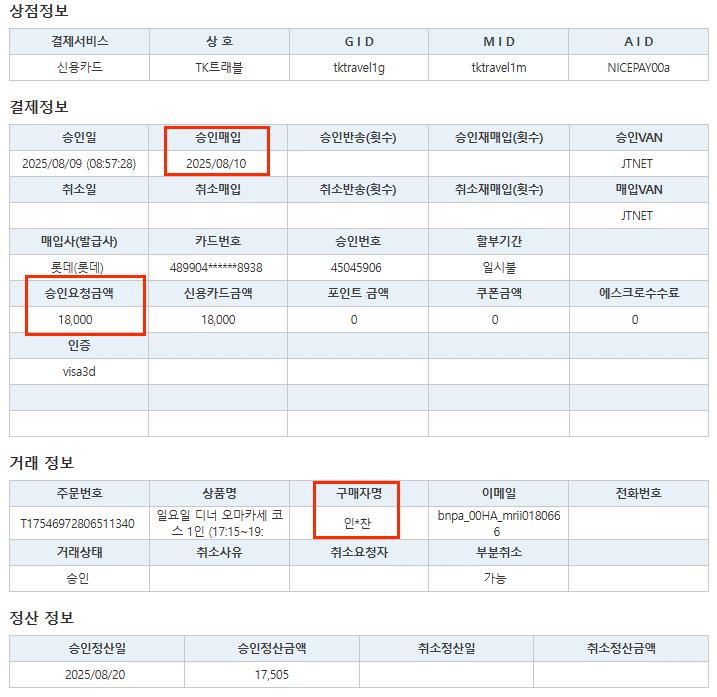 상점정보
결제서비스 상 호 G I D M I D A I D
신용카드 TK트래블 tktravel1g tktravel1m NICEPAY00a
결제정보
승인일 승인매입 승인반송(횟수) 승인재매입(횟수) 승인VAN
2025/08/09 (08:57:28) 2025/08/10 JTNET
취소일 취소매입 취소반송(횟수) 취소재매입(횟수) 매입VAN
JTNET
매입사(발급사) 카드번호 승인번호 할부기간
롯데(롯데) 489904******8938 45045906 일시불
승인요청금액 신용카드금액 포인트 금액 쿠폰금액 에스크로수수료
18,000 18,000 0 0 0
인증
visa3d
거래 정보
주문번호 상품명 구매자명 이메일 전화번호
T17546972806511340 일요일 디너 오마카세 코스 1인 (17:15~19: 인*찬 bnpa_00HA_mrii0180666
거래상태 취소사유 취소요청자 부분취소
승인 가능
정산 정보
승인정산일 승인정산금액 취소정산일 취소정산금액
2025/08/20 17,505